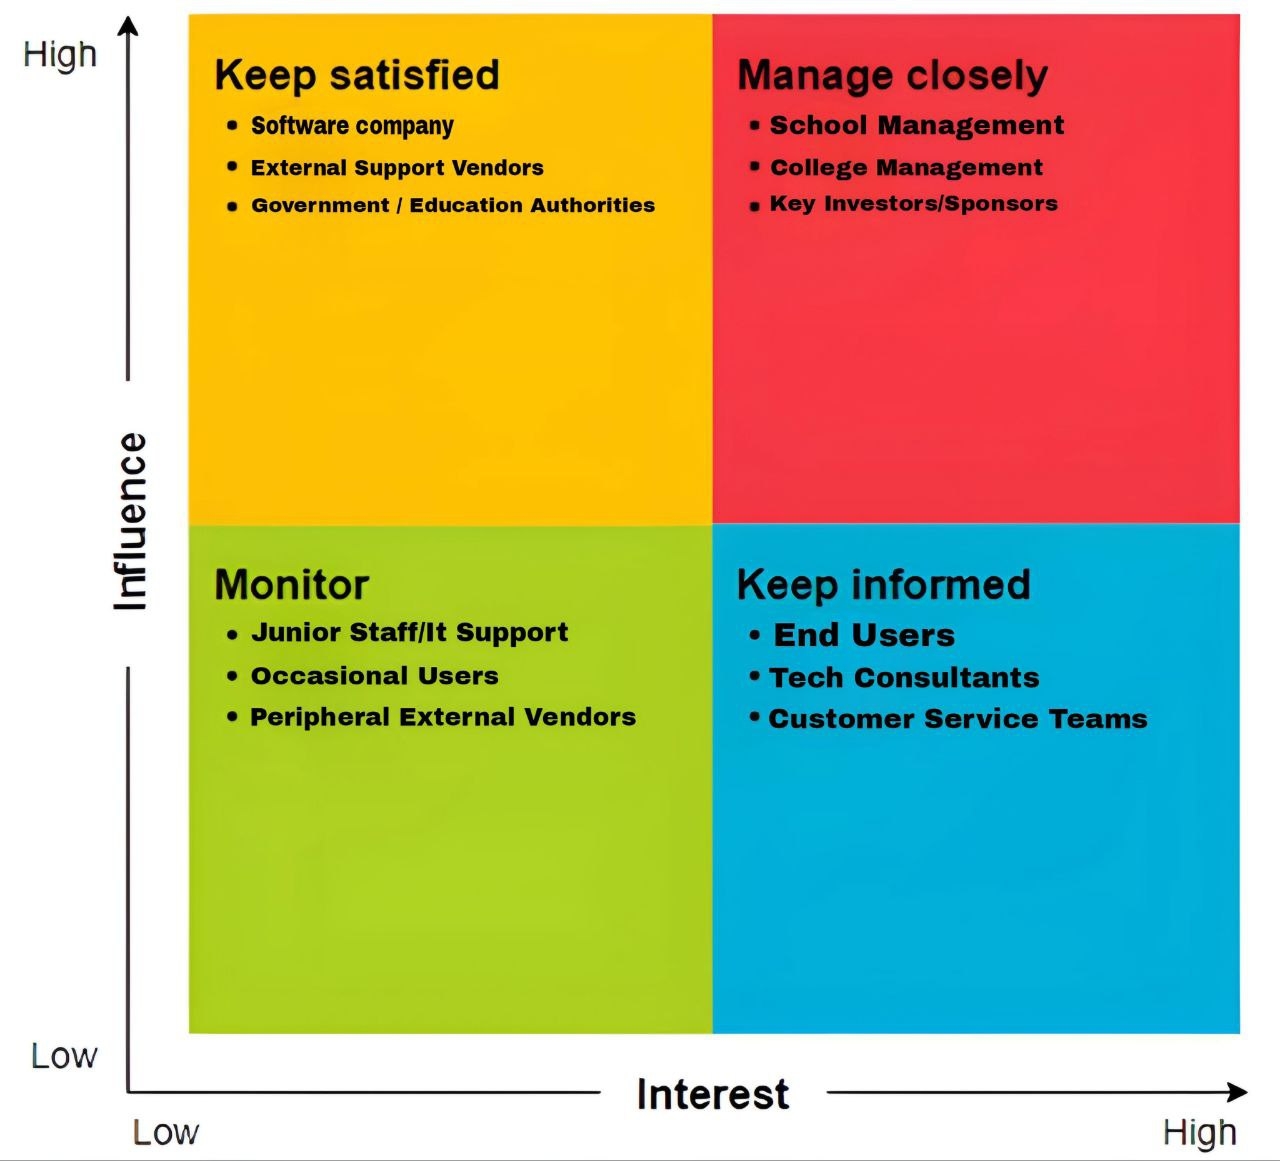 High
Keep satisfied
• Software company
• External Support Vendors
• Government / Education Authorities
Manage closely
• School Management
• College Management
• Key Investors/Sponsors
Influence
Monitor
• Junior Staff/It Support
• Occasional Users
• Peripheral External Vendors
Keep informed
• End Users
• Tech Consultants
• Customer Service Teams
Low
Interest
Low
High